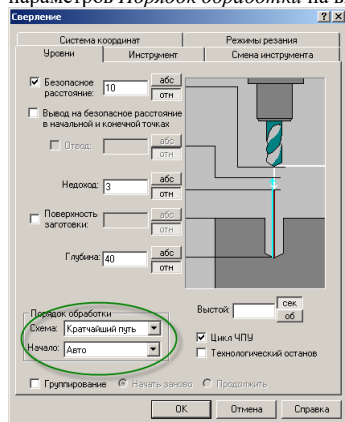 параметров Порядок обработки на в
Сверление
Система координат Режимы резания
Уровни Инструмент Смена инструмента
Безопасное расстояние: 10 абс отн
Вывод на безопасное расстояние
в начальной и конечной точках
Отвод: абс отн
Недоход: 3 абс отн
Поверхность заготовки: абс отн
Глубина: 40 абс отн
Порядок обработки
Схема: Кратчайший путь
Начало: Авто
Выстой: сек об
Цикл ЧПУ
Технологический останов
Группирование Начать заново Продолжить
OK Отмена Справка